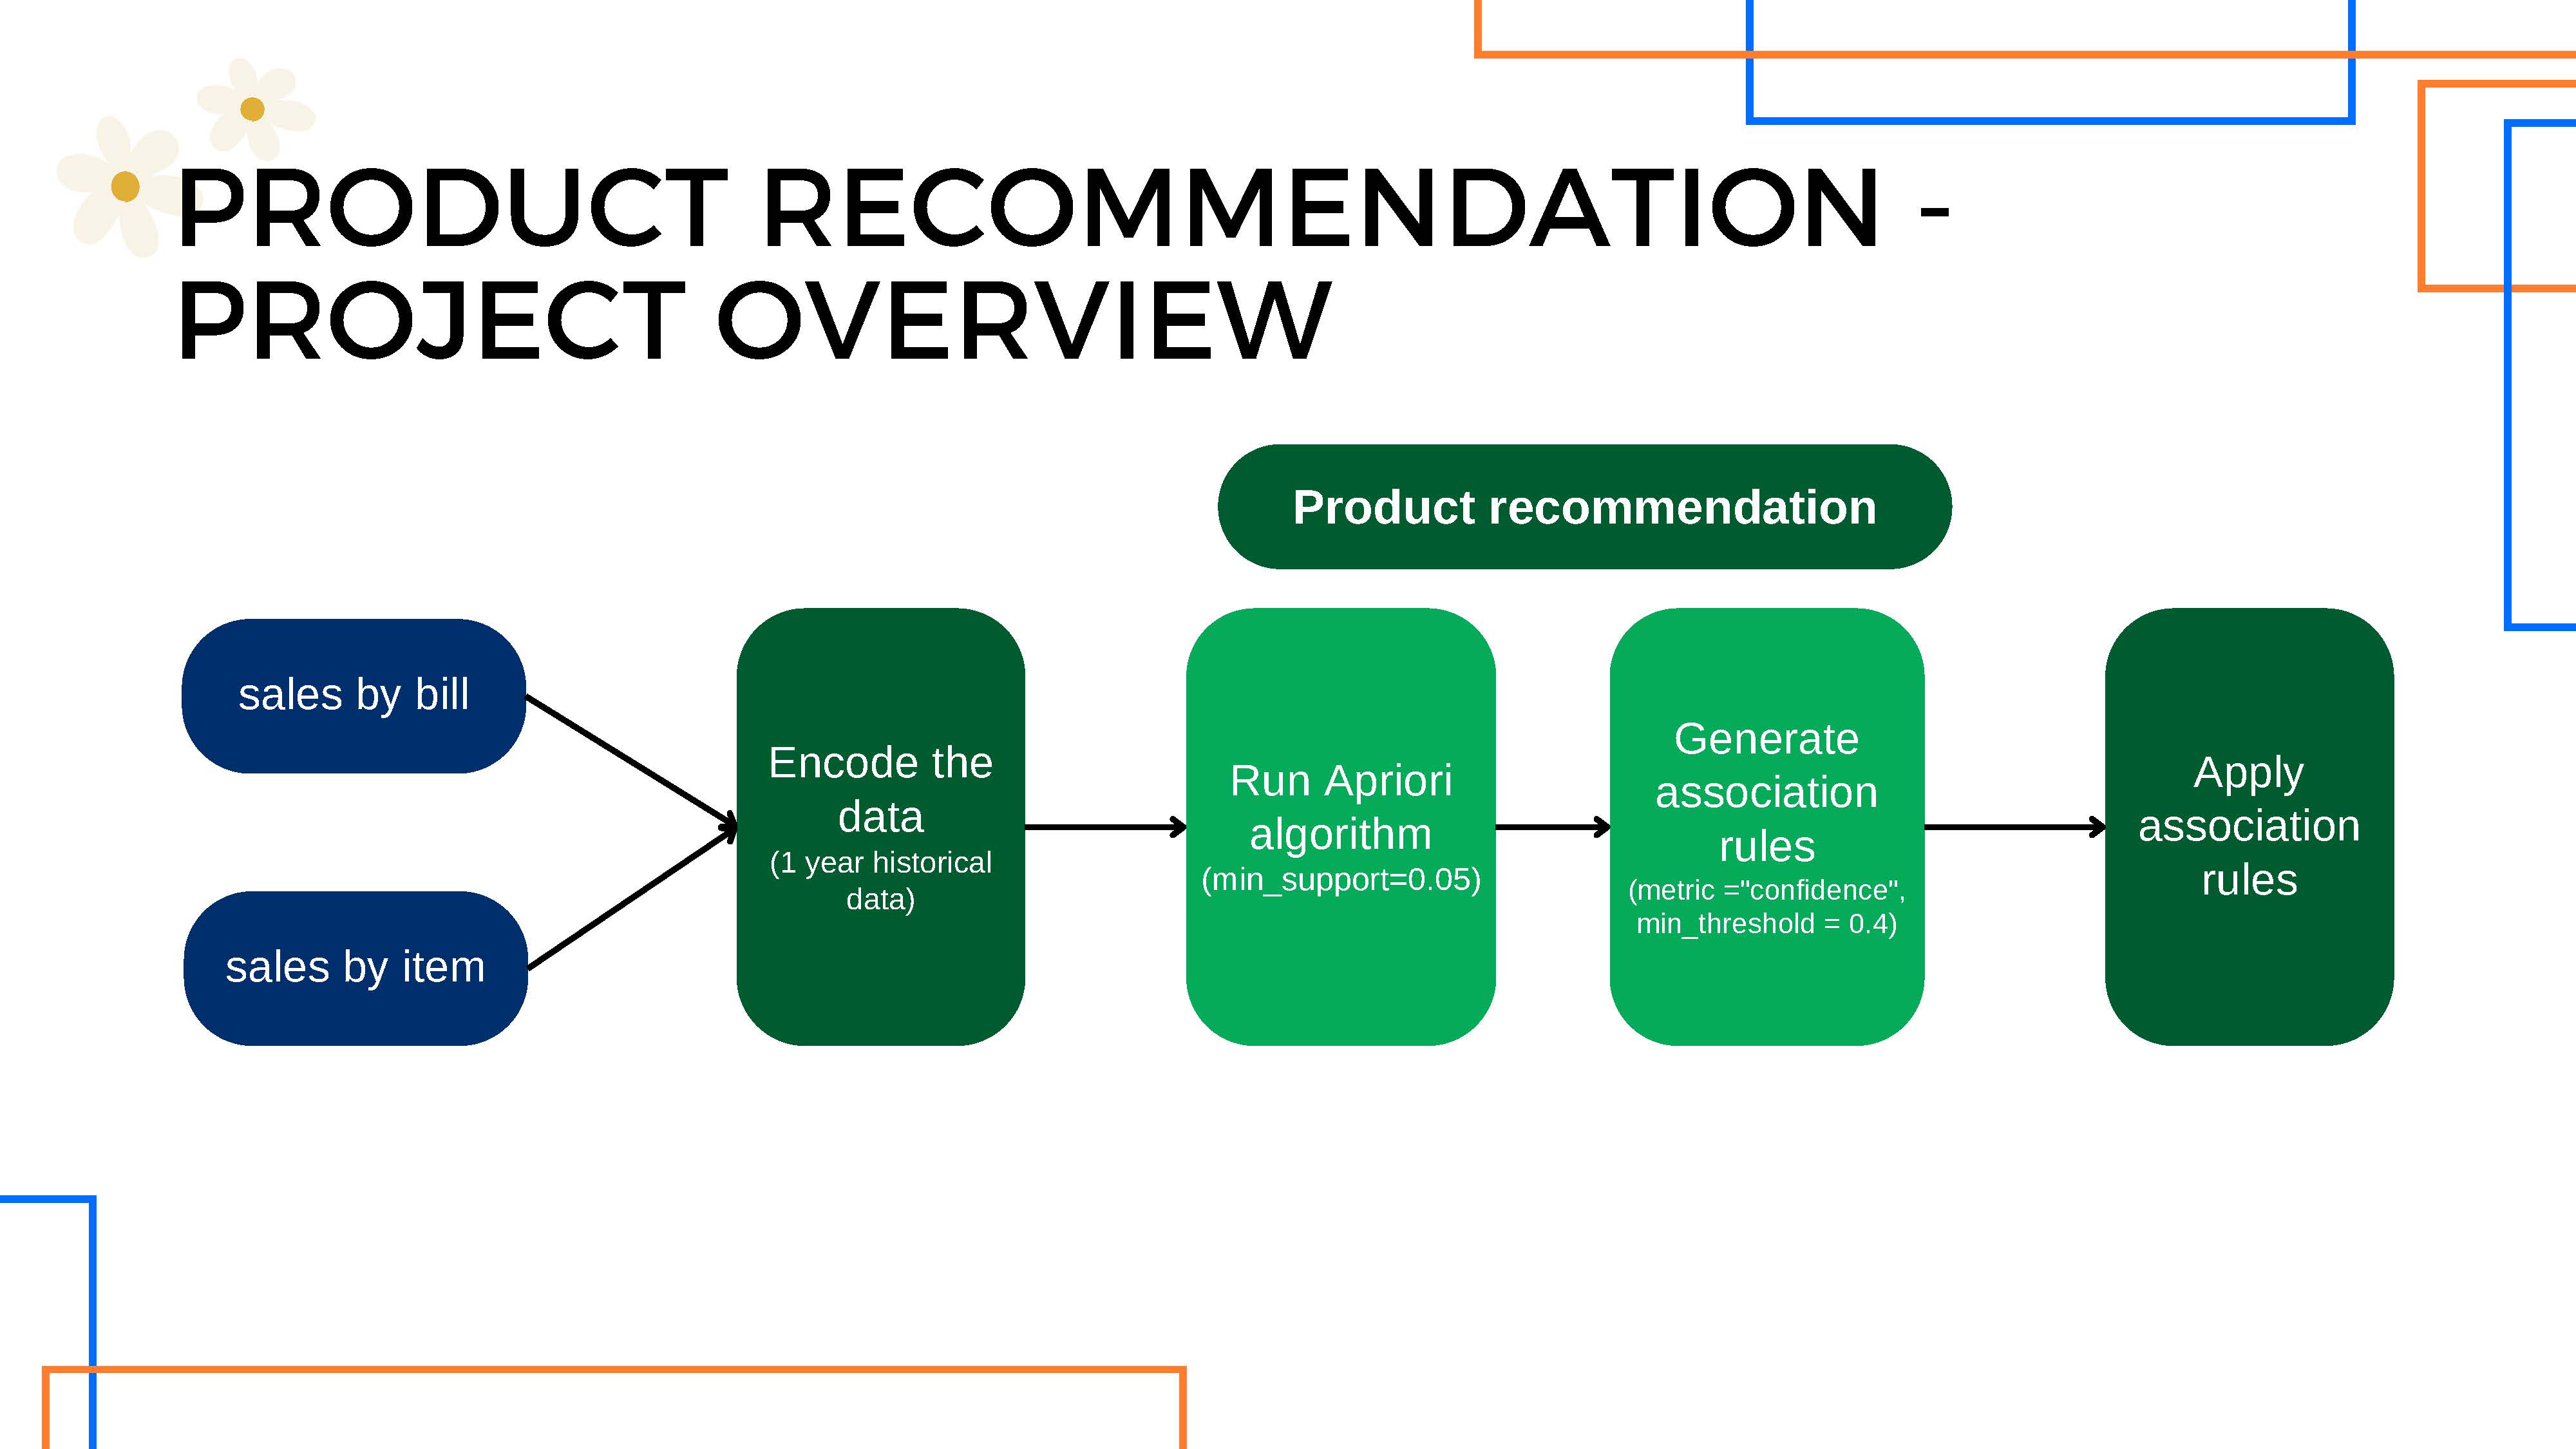 PRODUCT RECOMMENDATION -
PROJECT OVERVIEW
Product recommendation
sales by bill
sales by item
Encode the
data
(1 year historical
data)
Run Apriori
algorithm
(min_support=0.05)
Generate
association
rules
(metric ="confidence",
min_threshold = 0.4)
Apply
association
rules